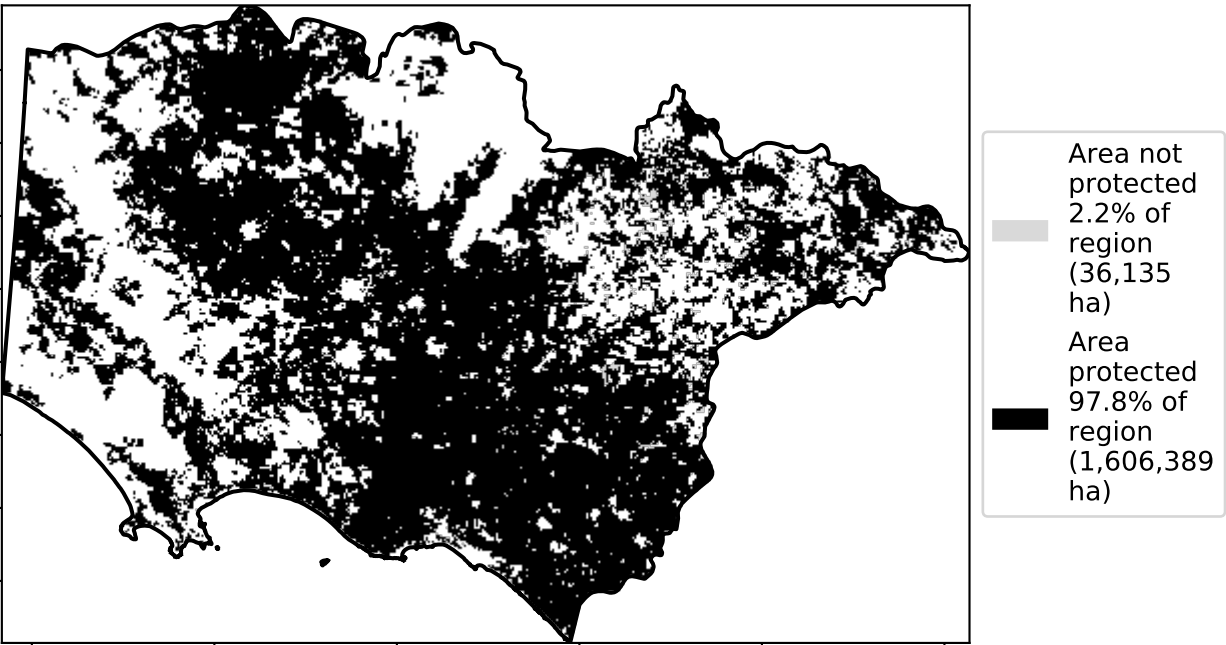 Area not
protected
2.2% of
region
(36,135
ha)
Area
protected
97.8% of
region
(1,606,389
ha)